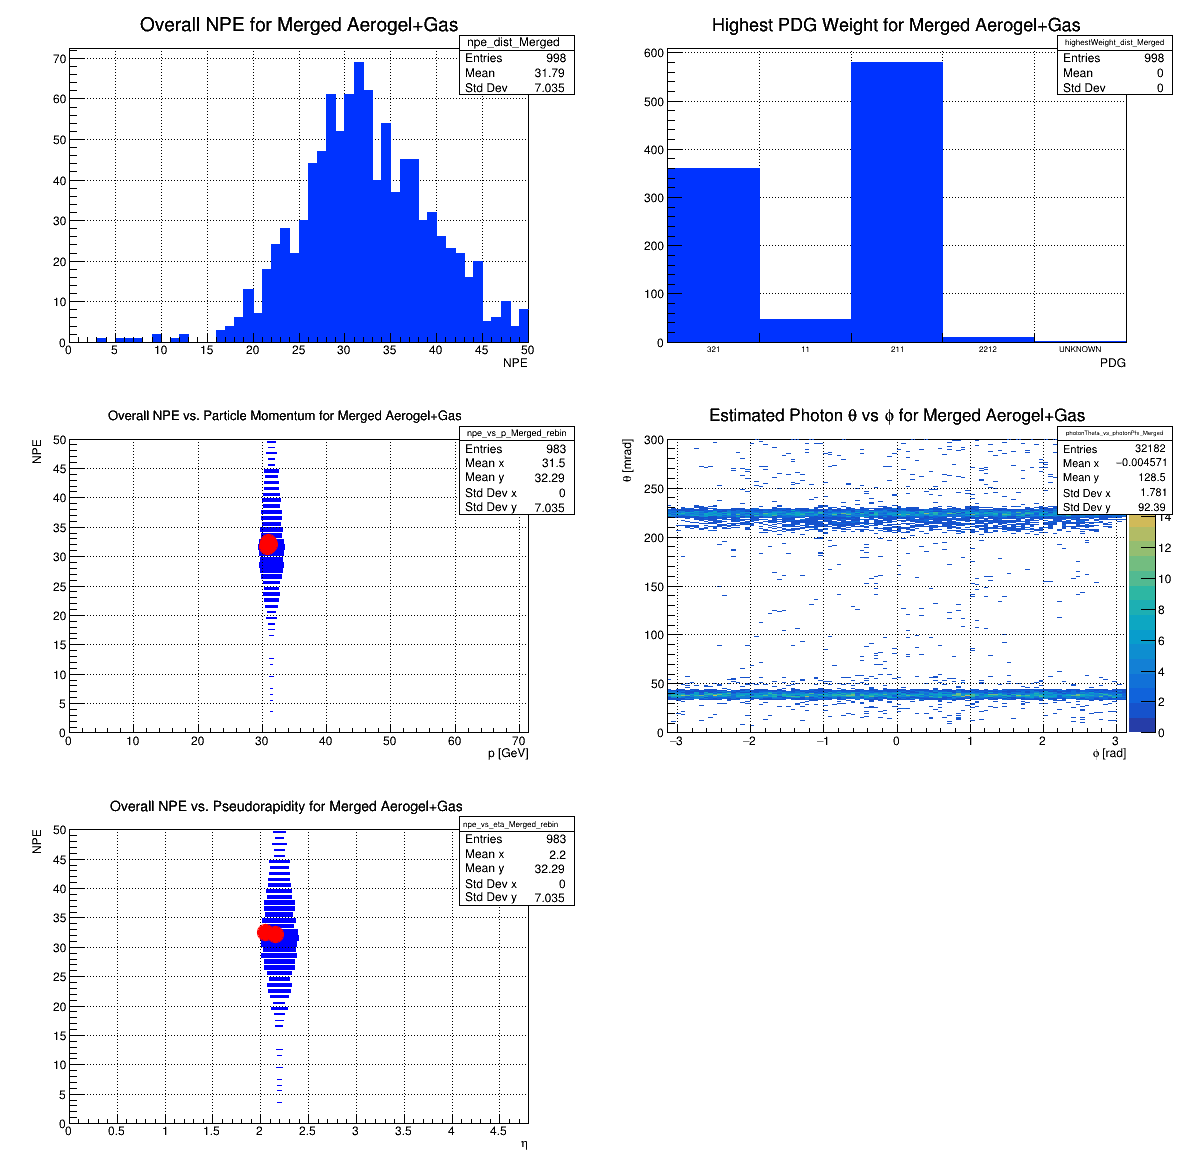 Overall NPE for Merged Aerogel+Gas
npe_dist_Merged
Entries 998
Mean 31.79
Std Dev 7.035
70
60
50
40
30
20
10
0
0 5 10 15 20 25 30 35 40 45 50
NPE
Highest PDG Weight for Merged Aerogel+Gas
highestWeight_dist_Merged
Entries 998
Mean 0
Std Dev 0
600
500
400
300
200
100
0
321 11 211 2212 UNKNOWN
PDG
Overall NPE vs. Particle Momentum for Merged Aerogel+Gas
npe_vs_p_Merged_rebin
Entries 983
Mean x 31.5
Mean y 32.29
Std Dev x 0
Std Dev y 7.035
NPE
50
45
40
35
30
25
20
15
10
5
0
0 10 20 30 40 50 60 70
p [GeV]
Estimated Photon θ vs φ for Merged Aerogel+Gas
photonTheta_vs_photonPhi_Merged
Entries 32182
Mean x −0.004571
Mean y 128.5
Std Dev x 1.781
Std Dev y 92.39
θ [mrad]
300
250
200
150
100
50
0
−3 −2 −1 0 1 2 3
φ [rad]
14
12
10
8
6
4
2
0
Overall NPE vs. Pseudorapidity for Merged Aerogel+Gas
npe_vs_eta_Merged_rebin
Entries 983
Mean x 2.2
Mean y 32.29
Std Dev x 0
Std Dev y 7.035
NPE
50
45
40
35
30
25
20
15
10
5
0
0 0.5 1 1.5 2 2.5 3 3.5 4 4.5
η